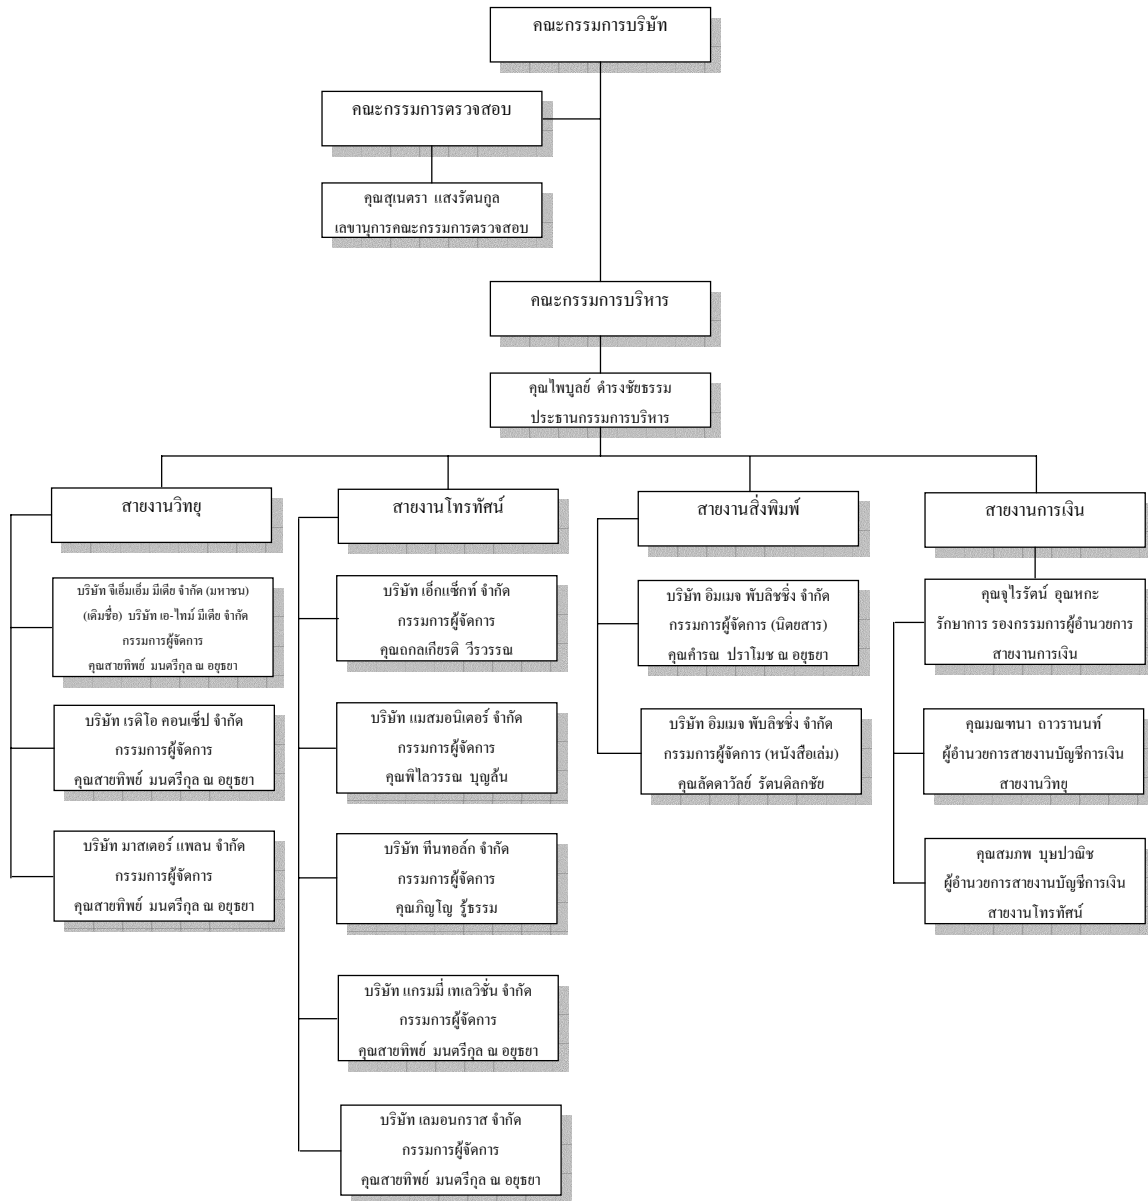 คณะกรรมการบริษัท
คณะกรรมการตรวจสอบ
คุณสุเนตรา แสงรัตนกูล
เลขานุการคณะกรรมการตรวจสอบ
คณะกรรมการบริหาร
คุณไพบูลย์ ดำรงชัยธรรม
ประธานกรรมการบริหาร
สายงานวิทยุ
บริษัท จีเอ็มเอ็ม มีเดีย จำกัด (มหาชน)
(เดิมชื่อ) บริษัท เอ-ไทม์ มีเดีย จำกัด
กรรมการผู้จัดการ
คุณสายทิพย์ มนตรีกุล ณ อยุธยา
บริษัท เรดิโอ คอนเซ็ป จำกัด
กรรมการผู้จัดการ
คุณสายทิพย์ มนตรีกุล ณ อยุธยา
บริษัท มาสเตอร์ แพลน จำกัด
กรรมการผู้จัดการ
คุณสายทิพย์ มนตรีกุล ณ อยุธยา
สายงานโทรทัศน์
บริษัท เอ็กแซ็กท์ จำกัด
กรรมการผู้จัดการ
คุณถกลเกียรติ วีรวรรณ
บริษัท แมสมอนิเตอร์ จำกัด
กรรมการผู้จัดการ
คุณพิไลวรรณ บุญล้น
บริษัท ทีนทอล์ก จำกัด
กรรมการผู้จัดการ
คุณภิญโญ รู้ธรรม
บริษัท แกรมมี่ เทเลวิชั่น จำกัด
กรรมการผู้จัดการ
คุณสายทิพย์ มนตรีกุล ณ อยุธยา
บริษัท เลมอนกราส จำกัด
กรรมการผู้จัดการ
คุณสายทิพย์ มนตรีกุล ณ อยุธยา
สายงานสิ่งพิมพ์
บริษัท อิมเมจ พับลิชชิ่ง จำกัด
กรรมการผู้จัดการ (นิตยสาร)
คุณคำรณ ปราโมช ณ อยุธยา
บริษัท อิมเมจ พับลิชชิ่ง จำกัด
กรรมการผู้จัดการ (หนังสือเล่ม)
คุณลัดดาวัลย์ รัตนดิลกชัย
สายงานการเงิน
คุณจุไรรัตน์ อุณหกะ
รักษาการ รองกรรมการผู้อำนวยการ
สายงานการเงิน
คุณมณฑนา ถาวรานนท์
ผู้อำนวยการสายงานบัญชีการเงิน
สายงานวิทยุ
คุณสมภพ บุษปวณิช
ผู้อำนวยการสายงานบัญชีการเงิน
สายงานโทรทัศน์